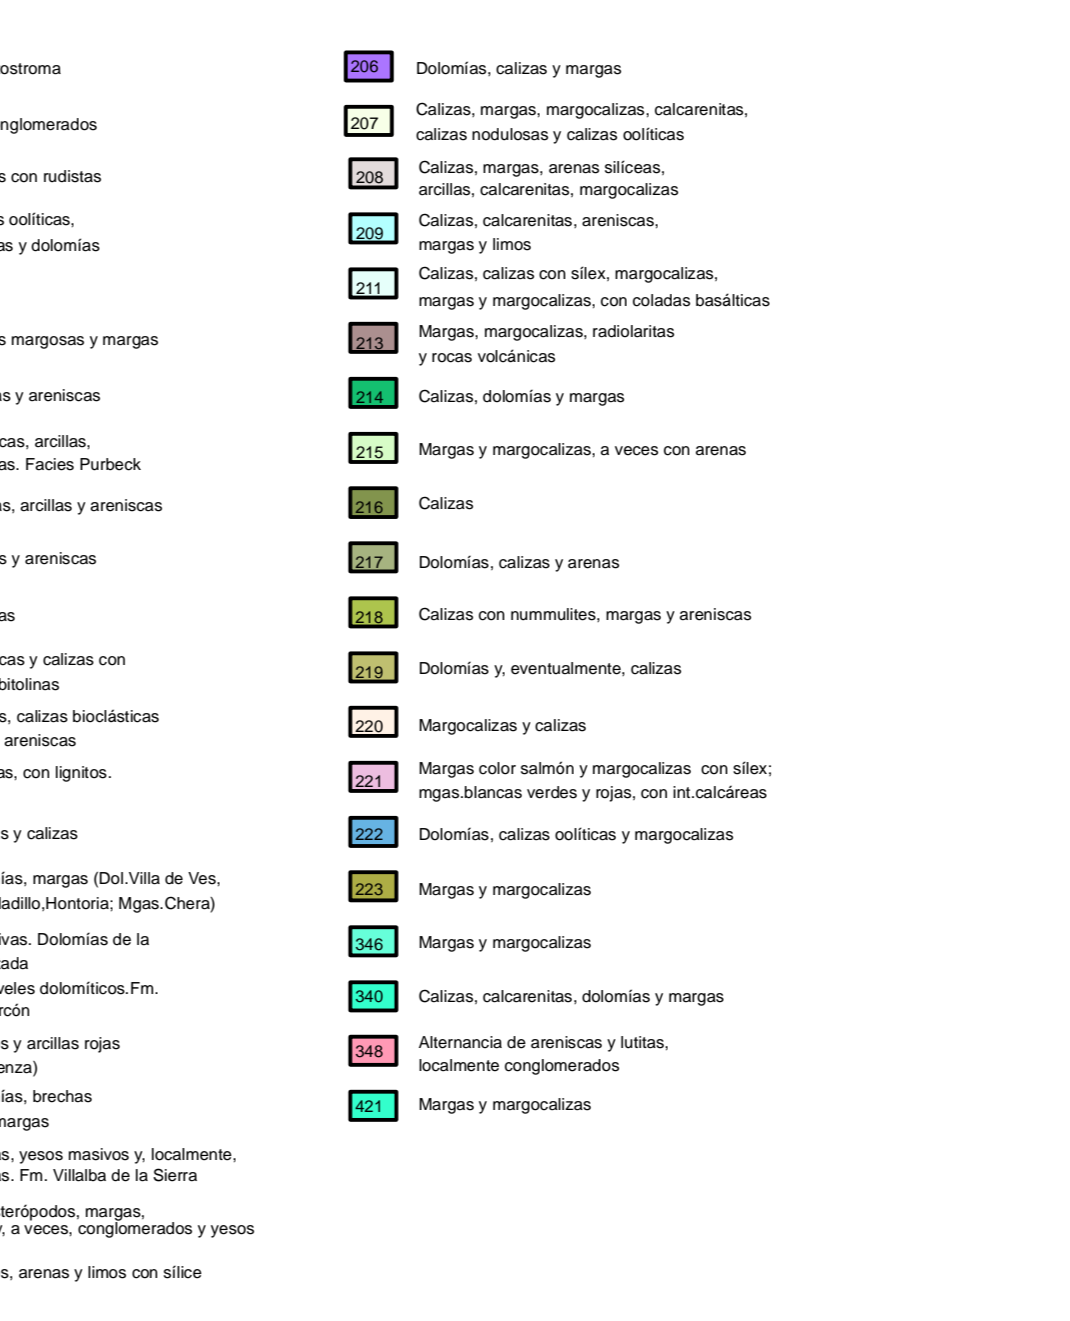 ostroma
nglomerados
s con rudistas
s oolíticas,
as y dolomías
s margosas y margas
as y areniscas
cas, arcillas,
as. Facies Purbeck
as, arcillas y areniscas
s y areniscas
as
cas y calizas con
bitolinas
s, calizas bioclásticas
areniscas
as, con lignitos.
s y calizas
ías, margas (Dol.Villa de Ves,
ladillo,Hontoria; Mgas.Chera)
ivas. Dolomías de la
tada
veles dolomíticos.Fm.
rcón
s y arcillas rojas
enza)
ías, brechas
margas
as, yesos masivos y, localmente,
as. Fm. Villalba de la Sierra
sterópodos, margas,
y, a veces, conglomerados y yesos
s, arenas y limos con sílice
206 Dolomías, calizas y margas
207 Calizas, margas, margocalizas, calcarenitas,
calizas nodulosas y calizas oolíticas
208 Calizas, margas, arenas silíceas,
arcillas, calcarenitas, margocalizas
209 Calizas, calcarenitas, areniscas,
margas y limos
211 Calizas, calizas con sílex, margocalizas,
margas y margocalizas, con coladas basálticas
213 Margas, margocalizas, radiolaritas
y rocas volcánicas
214 Calizas, dolomías y margas
215 Margas y margocalizas, a veces con arenas
216 Calizas
217 Dolomías, calizas y arenas
218 Calizas con nummulites, margas y areniscas
219 Dolomías y, eventualmente, calizas
220 Margocalizas y calizas
221 Margas color salmón y margocalizas con sílex;
mgas.blancas verdes y rojas, con int.calcáreas
222 Dolomías, calizas oolíticas y margocalizas
223 Margas y margocalizas
346 Margas y margocalizas
340 Calizas, calcarenitas, dolomías y margas
348 Alternancia de areniscas y lutitas,
localmente conglomerados
421 Margas y margocalizas